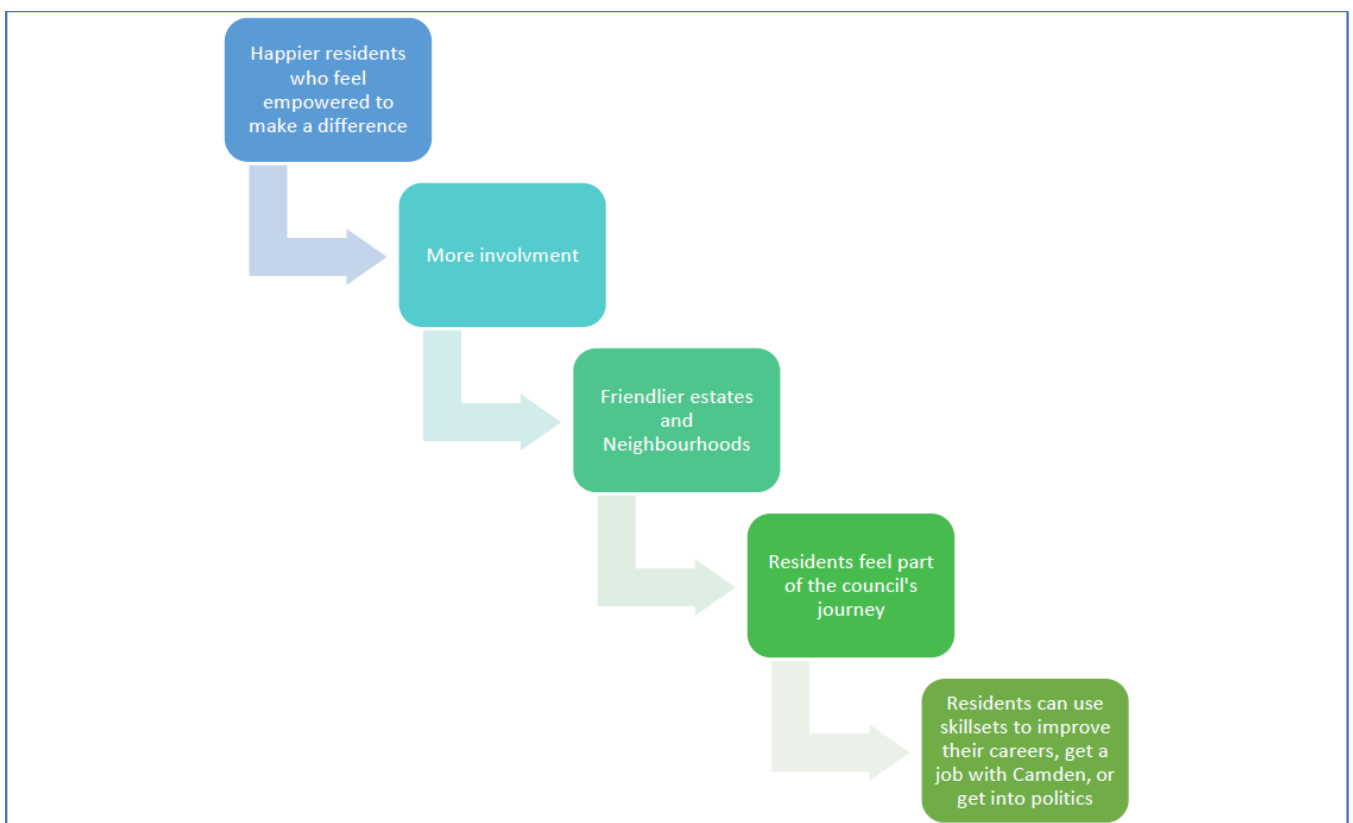 Happier residents
who feel
empowered to
make a difference
More involvment
Friendlier estates
and
Neighbourhoods
Residents feel part
of the council's
journey
Residents can use
skillsets to improve
their careers, get a
job with Camden, or
get into politics